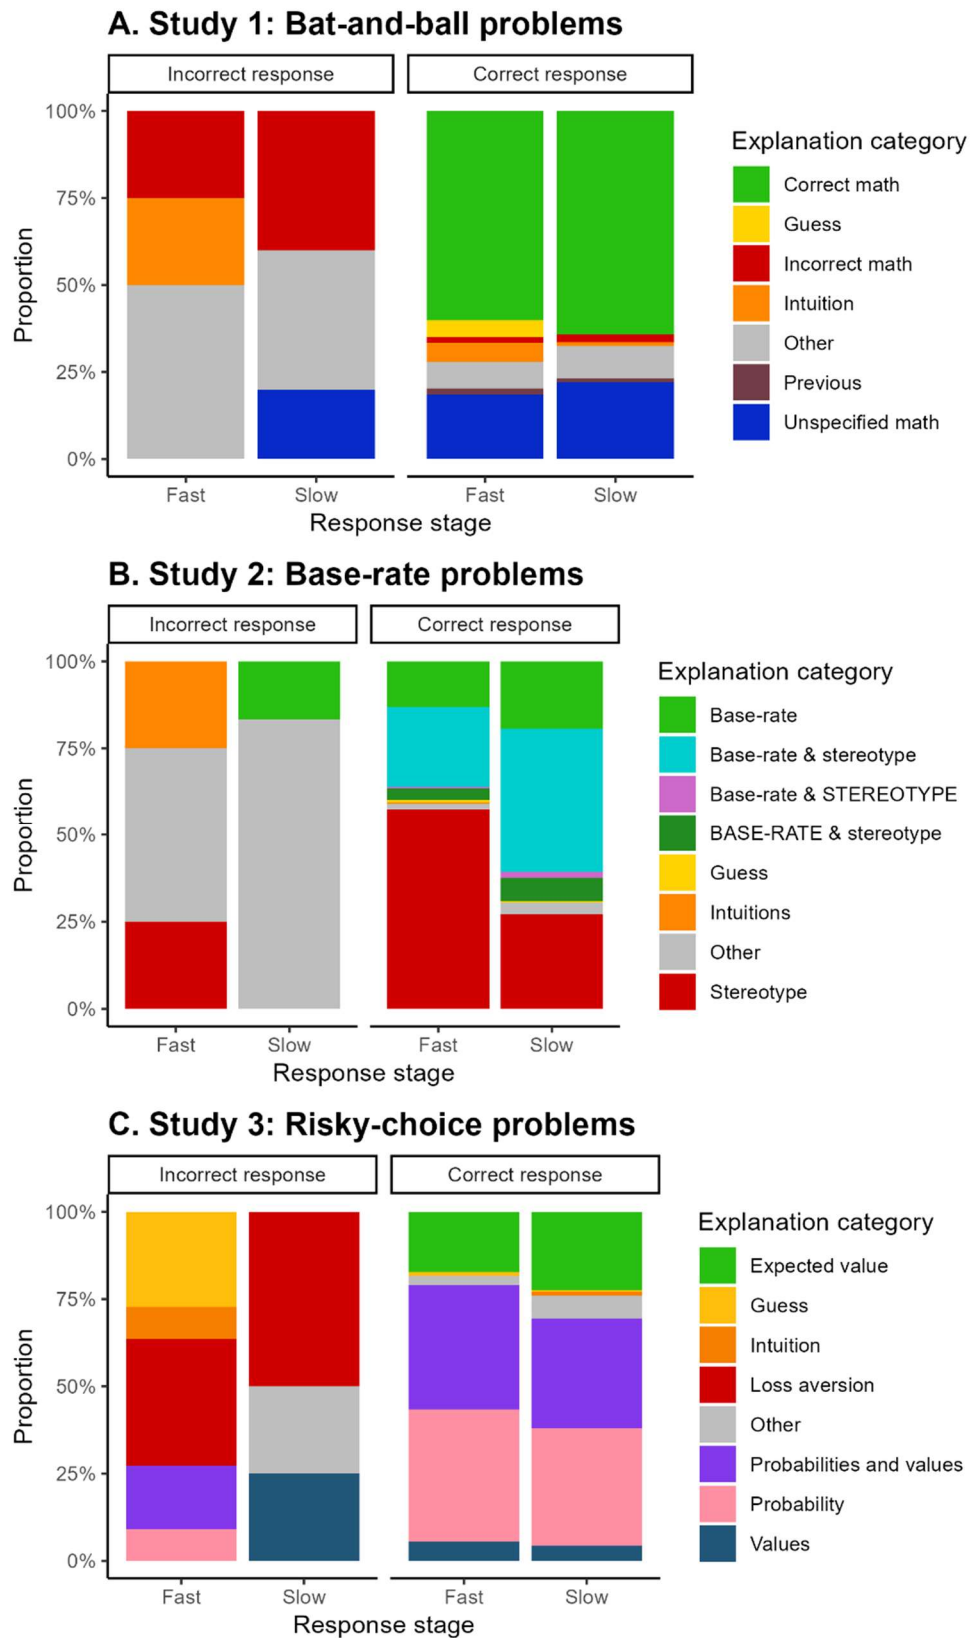 A. Study 1: Bat-and-ball problems
Incorrect response
Correct response
100%
75%
50%
25%
0%
Proportion
Fast
Slow
Fast
Slow
Response stage
Explanation category
Correct math
Guess
Incorrect math
Intuition
Other
Previous
Unspecified math
B. Study 2: Base-rate problems
Incorrect response
Correct response
100%
75%
50%
25%
0%
Proportion
Fast
Slow
Fast
Slow
Response stage
Explanation category
Base-rate
Base-rate & stereotype
Base-rate & STEREOTYPE
BASE-RATE & stereotype
Guess
Intuitions
Other
Stereotype
C. Study 3: Risky-choice problems
Incorrect response
Correct response
100%
75%
50%
25%
0%
Proportion
Fast
Slow
Fast
Slow
Response stage
Explanation category
Expected value
Guess
Intuition
Loss aversion
Other
Probabilities and values
Probability
Values